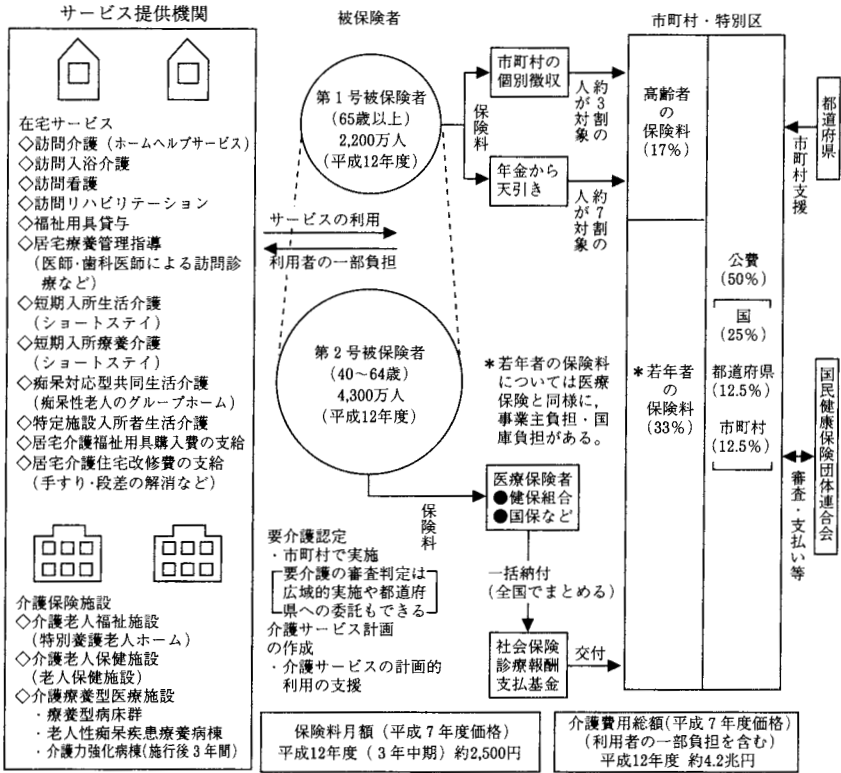 サービス提供機関
在宅サービス
◇訪問介護（ホームヘルプサービス）
◇訪問入浴介護
◇訪問看護
◇訪問リハビリテーション
◇福祉用具貸与
◇居宅療養管理指導
（医師・歯科医師による訪問診
療など）
◇短期入所生活介護
（ショートステイ）
◇短期入所療養介護
（ショートステイ）
◇痴呆対応型共同生活介護
（痴呆性老人のグループホーム）
◇特定施設入所者生活介護
◇居宅介護福祉用具購入費の支給
◇居宅介護住宅改修費の支給
（手すり・段差の解消など）
介護保険施設
◇介護老人福祉施設
（特別養護老人ホーム）
◇介護老人保健施設
（老人保健施設）
◇介護療養型医療施設
・療養型病床群
・老人性痴呆疾患療養病棟
・介護力強化病棟(施行後３年間)
サービスの利用
利用者の一部負担
被保険者
第１号被保険者
（65歳以上）
2,200万人
（平成12年度）
第２号被保険者
（40～64歳）
4,300万人
（平成12年度）
保険料
市町村の
個別徴収
約３割の
人が対象
年金から
天引き
約７割の
人が対象
＊若年者の保険料
については医療
保険と同様に，
事業主負担・国
庫負担がある。
保険料
医療保険者
●健保組合
●国保など
一括納付
（全国でまとめる）
社会保険
診療報酬
支払基金
交付
要介護認定
・市町村で実施
要介護の審査判定は
広域的実施や都道府
県への委託もできる
介護サービス計画
の作成
・介護サービスの計画的
利用の支援
市町村・特別区
高齢者
の
保険料
（17％）
＊若年者
の
保険料
（33％）
公費
（50％）
国
（25％）
都道府県
（12.5％）
市町村
（12.5％）
都道府県
市町村支援
国民健康保険団体連合会
審査・支払い等
保険料月額（平成７年度価格）
平成12年度（３年中期）約2,500円
介護費用総額（平成７年度価格）
（利用者の一部負担を含む）
平成12年度 約4.2兆円